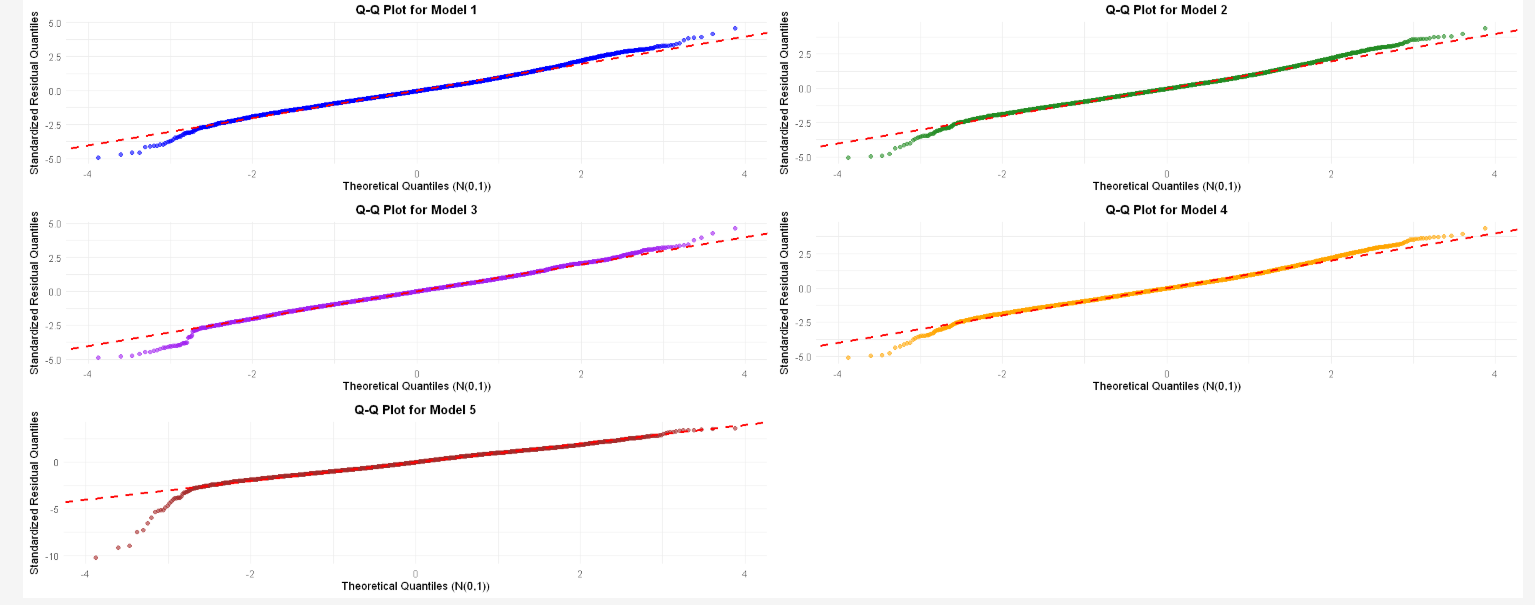 Q-Q Plot for Model 1
Standardized Residual Quantiles
5.0
2.5
0.0
-2.5
-5.0
-4 -2 0 2 4
Theoretical Quantiles (N(0,1))
Q-Q Plot for Model 2
Standardized Residual Quantiles
2.5
0.0
-2.5
-5.0
-4 -2 0 2 4
Theoretical Quantiles (N(0,1))
Q-Q Plot for Model 3
Standardized Residual Quantiles
5.0
2.5
0.0
-2.5
-5.0
-4 -2 0 2 4
Theoretical Quantiles (N(0,1))
Q-Q Plot for Model 4
Standardized Residual Quantiles
2.5
0.0
-2.5
-5.0
-4 -2 0 2 4
Theoretical Quantiles (N(0,1))
Q-Q Plot for Model 5
Standardized Residual Quantiles
0
-5
-10
-4 -2 0 2 4
Theoretical Quantiles (N(0,1))